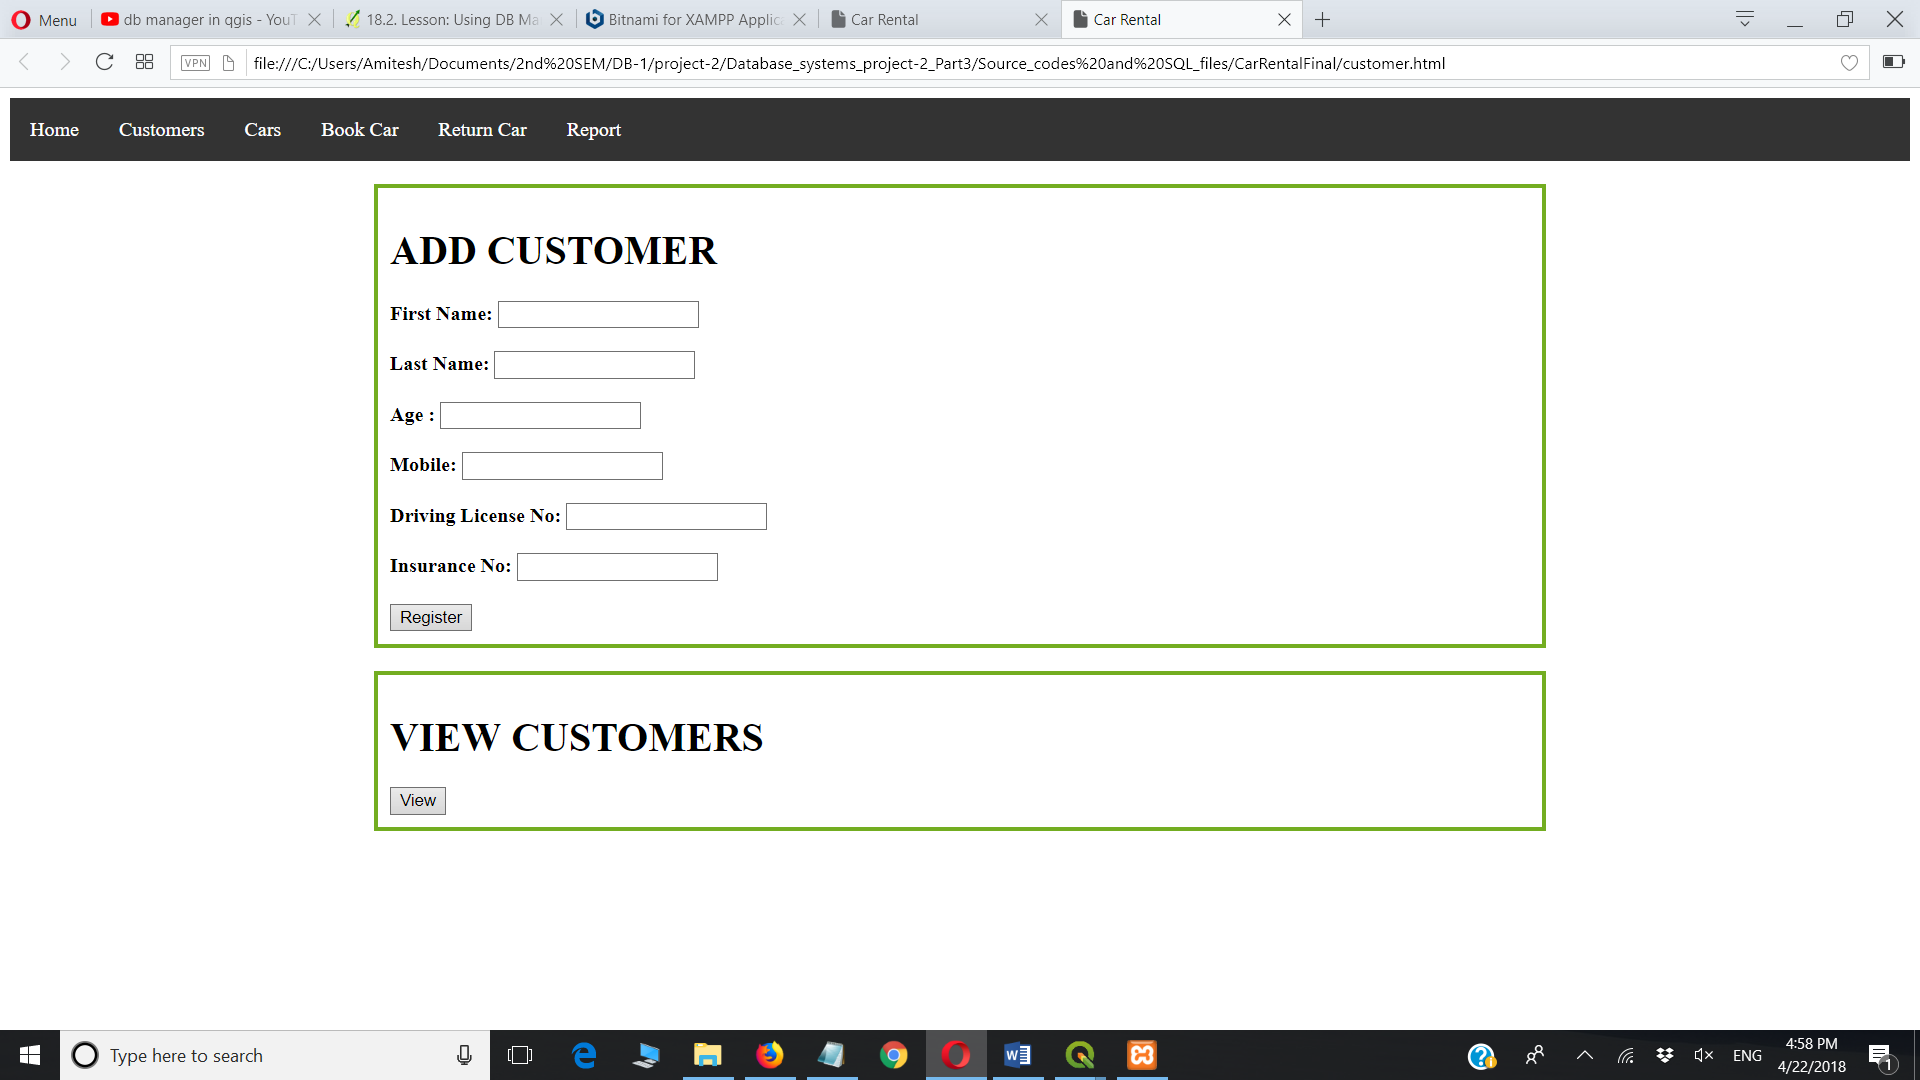 Menu
db manager in qgis - YouT
18.2. Lesson: Using DB Ma
Bitnami for XAMPP Applic
Car Rental
Car Rental
VPN
file:///C:/Users/Amitesh/Documents/2nd%20SEM/DB-1/project-2/Database_systems_project-2_Part3/Source_codes%20and%20SQL_files/CarRentalFinal/customer.html
Home Customers Cars Book Car Return Car Report
ADD CUSTOMER
First Name:
Last Name:
Age :
Mobile:
Driving License No:
Insurance No:
Register
VIEW CUSTOMERS
View
Type here to search
ENG
4:58 PM
4/22/2018
1